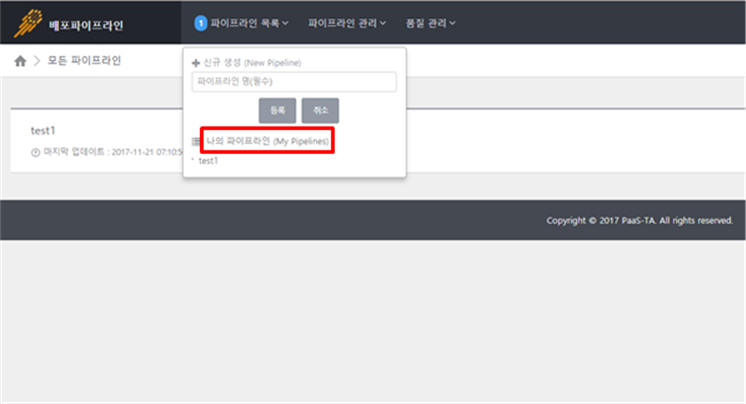 배포파이프라인
1 파이프라인 목록 파이프라인 관리 품질 관리
모든 파이프라인
신규 생성 (New Pipeline)
파이프라인 명(필수)
등록 취소
나의 파이프라인 (My Pipelines)
test1
test1
마지막 업데이트 : 2017-11-21 07:10:5
Copyright © 2017 PaaS-TA. All rights reserved.